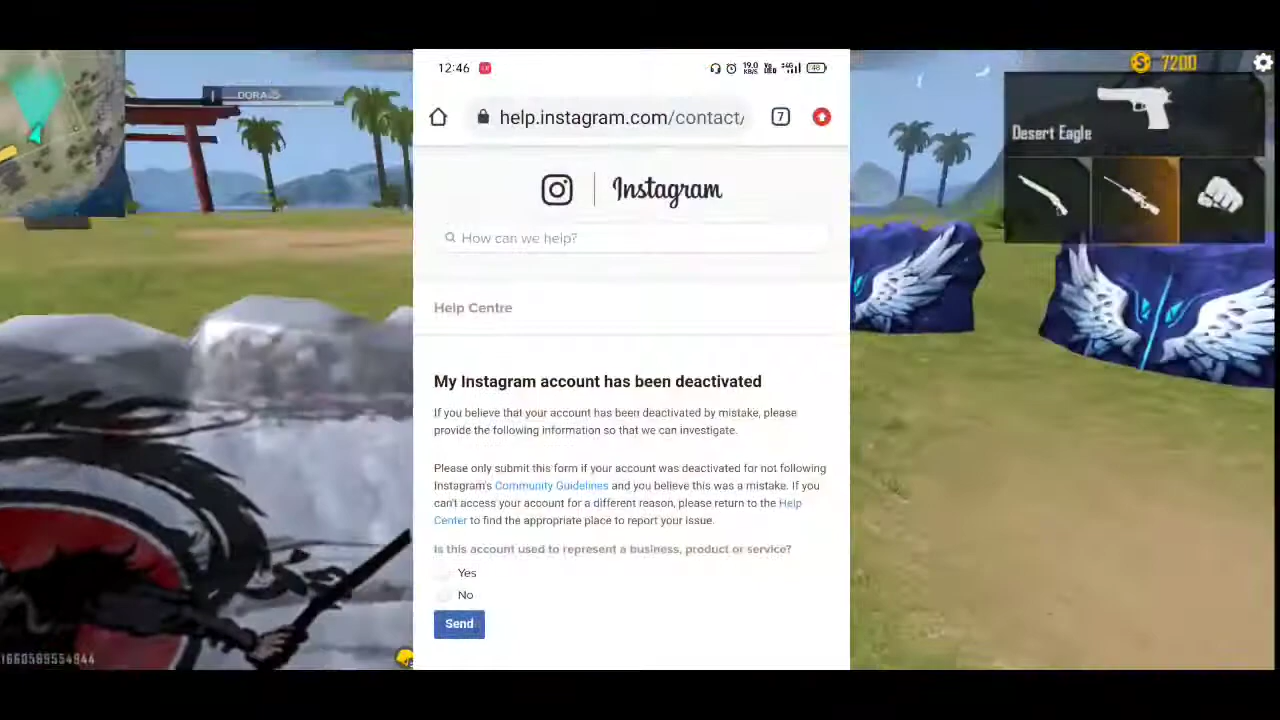 12:46
19.0
KB/S
46
help.instagram.com/contact/
7
Instagram
How can we help?
Help Centre
My Instagram account has been deactivated
If you believe that your account has been deactivated by mistake, please
provide the following information so that we can investigate.
Please only submit this form if your account was deactivated for not following
Instagram's Community Guidelines and you believe this was a mistake. If you
can't access your account for a different reason, please return to the Help
Center to find the appropriate place to report your issue.
Is this account used to represent a business, product or service?
Yes
No
Send
DORA
7200
Desert Eagle
1660589554944